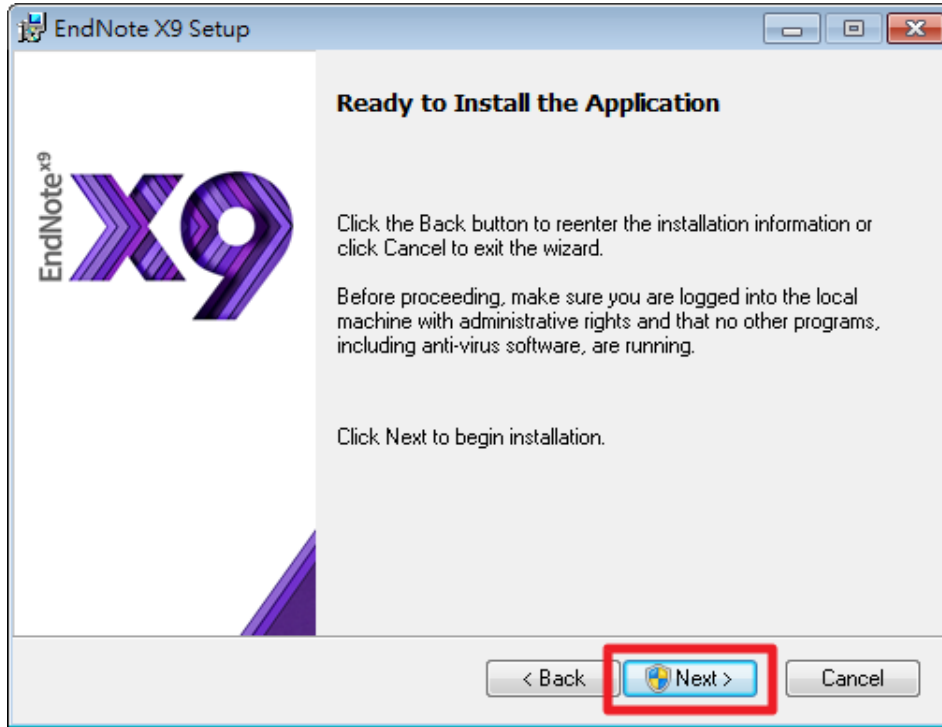 EndNote X9 Setup
Ready to Install the Application
EndNote x9
X9
Click the Back button to reenter the installation information or
click Cancel to exit the wizard.
Before proceeding, make sure you are logged into the local
machine with administrative rights and that no other programs,
including anti-virus software, are running.
Click Next to begin installation.
< Back
Next >
Cancel